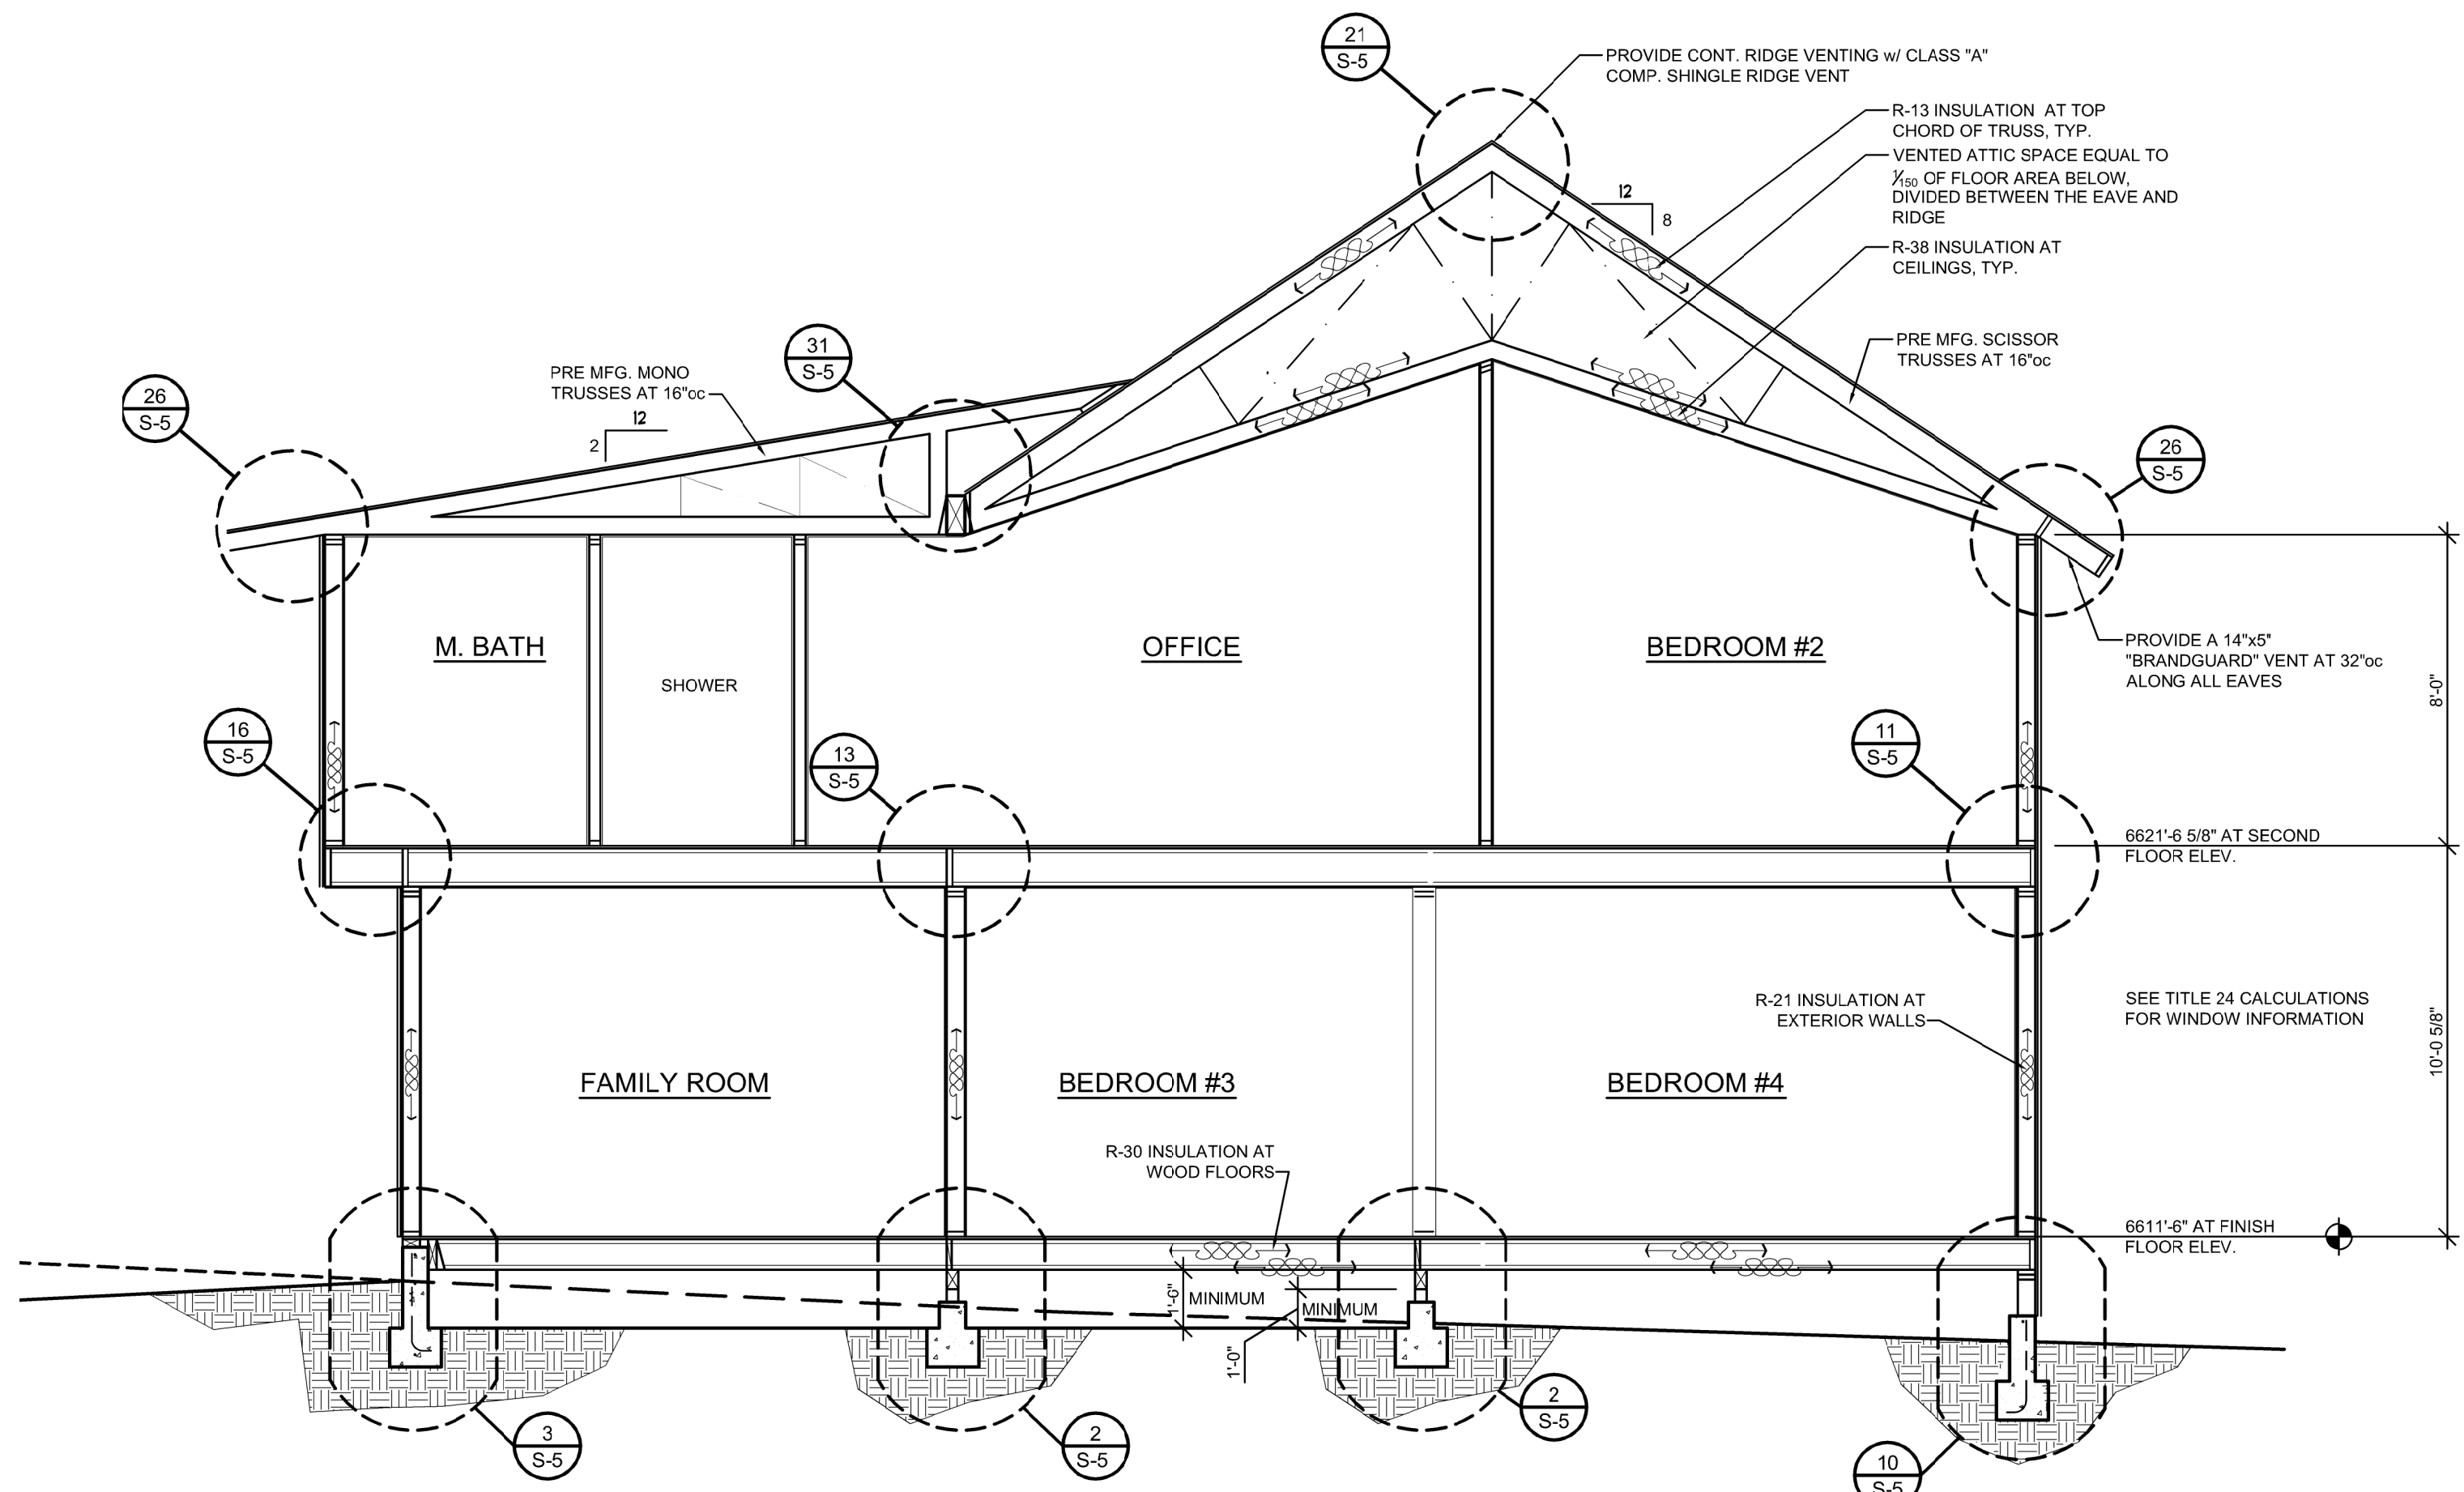 21
S-5
PROVIDE CONT. RIDGE VENTING w/ CLASS "A"
COMP. SHINGLE RIDGE VENT
R-13 INSULATION AT TOP
CHORD OF TRUSS, TYP.
VENTED ATTIC SPACE EQUAL TO
1/150 OF FLOOR AREA BELOW,
DIVIDED BETWEEN THE EAVE AND
RIDGE
12
8
R-38 INSULATION AT
CEILINGS, TYP.
PRE MFG. SCISSOR
TRUSSES AT 16"oc
31
S-5
PRE MFG. MONO
TRUSSES AT 16"oc
12
2
26
S-5
26
S-5
M. BATH
SHOWER
OFFICE
BEDROOM #2
PROVIDE A 14"x5"
"BRANDGUARD" VENT AT 32"oc
ALONG ALL EAVES
8'-0"
16
S-5
13
S-5
11
S-5
6621'-6 5/8" AT SECOND
FLOOR ELEV.
R-21 INSULATION AT
EXTERIOR WALLS
SEE TITLE 24 CALCULATIONS
FOR WINDOW INFORMATION
10'-0 5/8"
FAMILY ROOM
BEDROOM #3
BEDROOM #4
R-30 INSULATION AT
WOOD FLOORS
6611'-6" AT FINISH
FLOOR ELEV.
1'-6"
MINIMUM
MINIMUM
1'-0"
3
S-5
2
S-5
2
S-5
10
S-5